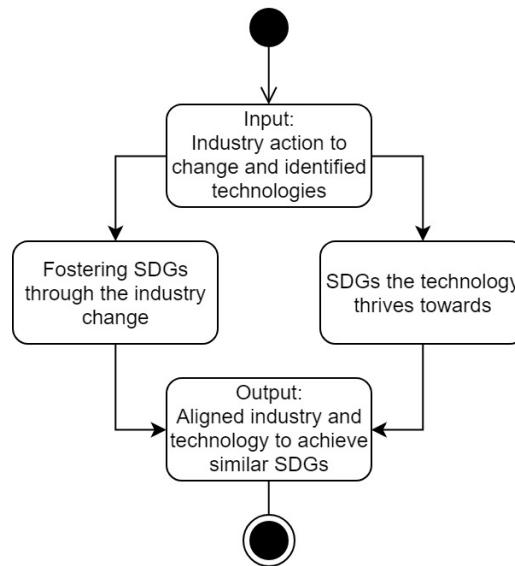 Input:
Industry action to
change and identified
technologies
Fostering SDGs
through the industry
change
SDGs the technology
thrives towards
Output:
Aligned industry and
technology to achieve
similar SDGs